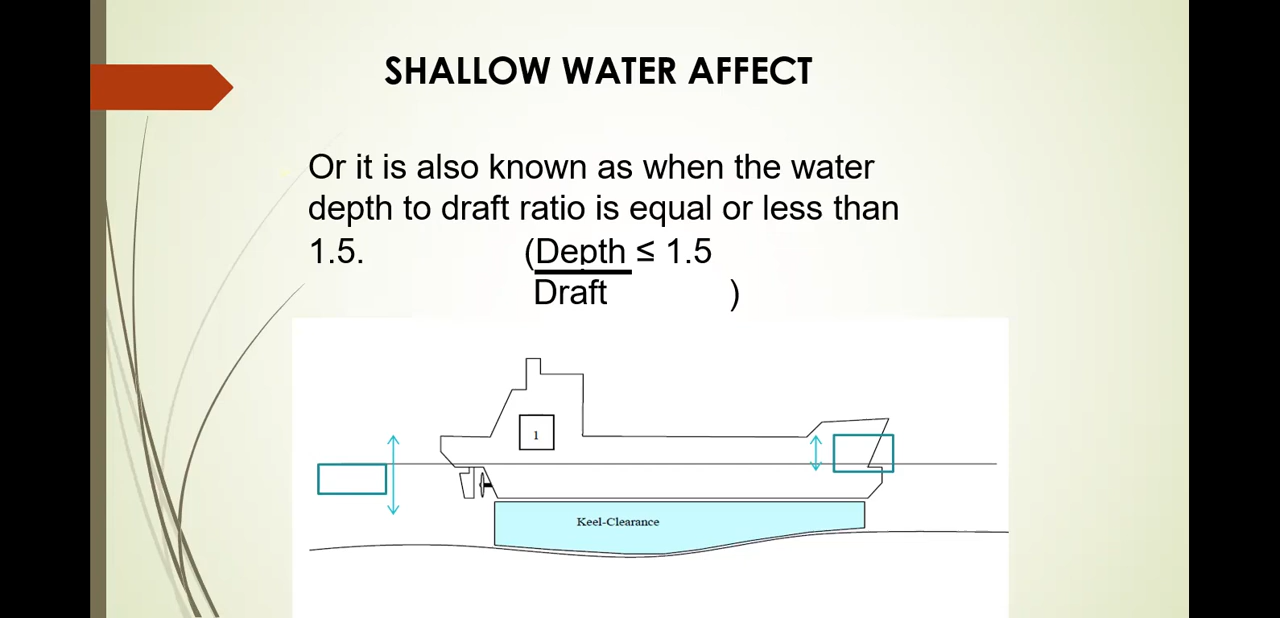 SHALLOW WATER AFFECT
Or it is also known as when the water
depth to draft ratio is equal or less than
1.5. (Depth ≤ 1.5
Draft )
1
Keel-Clearance